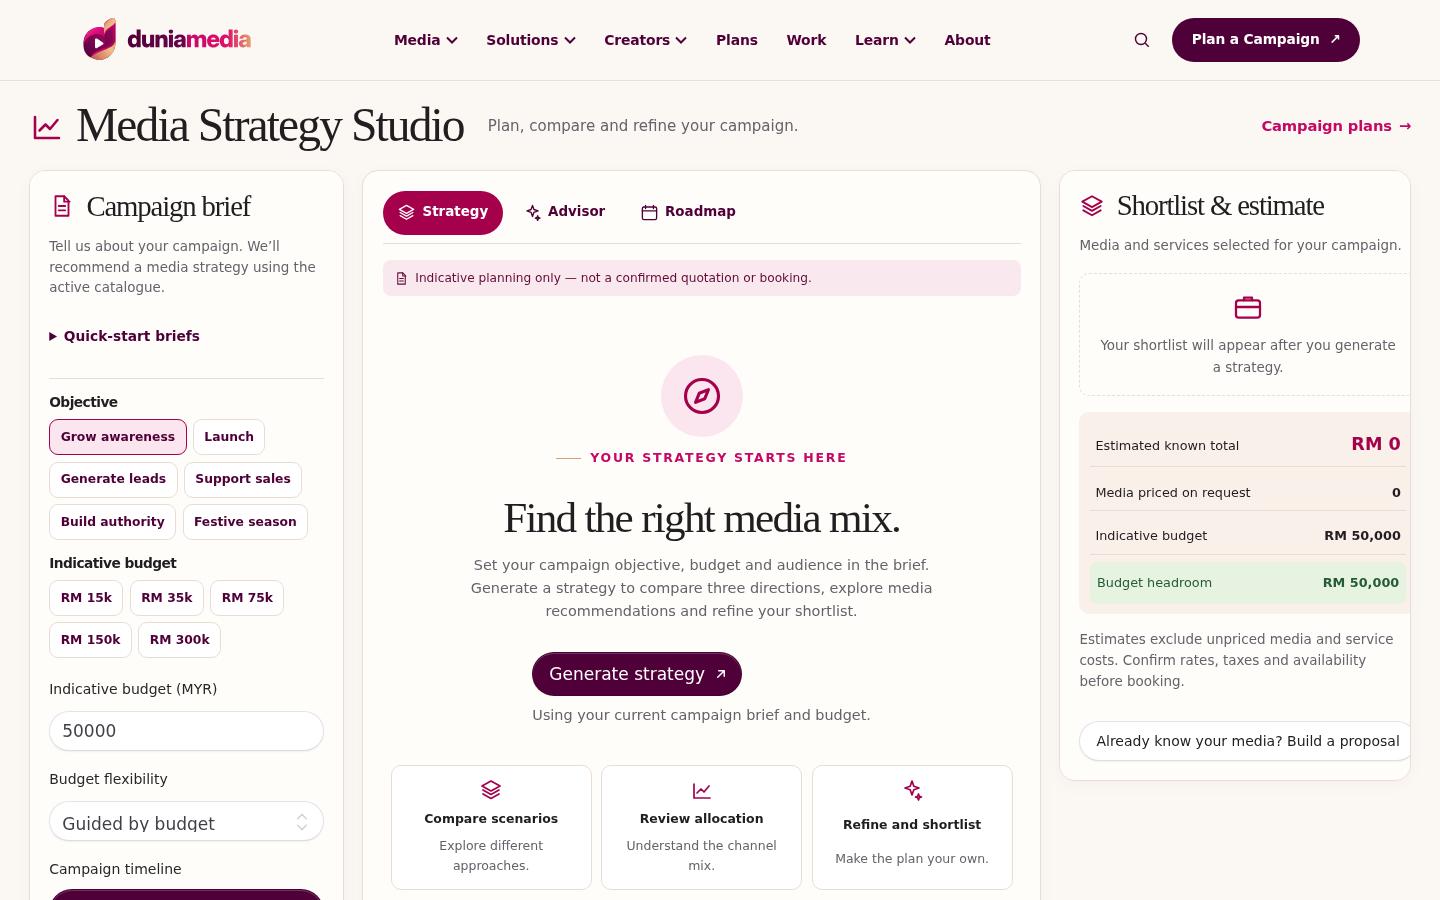 duniamedia
Media
Solutions
Creators
Plans
Work
Learn
About
Plan a Campaign ↗
Media Strategy Studio
Plan, compare and refine your campaign.
Campaign plans →
Campaign brief
Tell us about your campaign. We’ll
recommend a media strategy using the
active catalogue.
Quick-start briefs
Objective
Grow awareness
Launch
Generate leads
Support sales
Build authority
Festive season
Indicative budget
RM 15k
RM 35k
RM 75k
RM 150k
RM 300k
Indicative budget (MYR)
50000
Budget flexibility
Guided by budget
Campaign timeline
Strategy
Advisor
Roadmap
Indicative planning only — not a confirmed quotation or booking.
YOUR STRATEGY STARTS HERE
Find the right media mix.
Set your campaign objective, budget and audience in the brief.
Generate a strategy to compare three directions, explore media
recommendations and refine your shortlist.
Generate strategy ↗
Using your current campaign brief and budget.
Compare scenarios
Explore different
approaches.
Review allocation
Understand the channel
mix.
Refine and shortlist
Make the plan your own.
Shortlist & estimate
Media and services selected for your campaign.
Your shortlist will appear after you generate
a strategy.
Estimated known total RM 0
Media priced on request 0
Indicative budget RM 50,000
Budget headroom RM 50,000
Estimates exclude unpriced media and service
costs. Confirm rates, taxes and availability
before booking.
Already know your media? Build a proposal